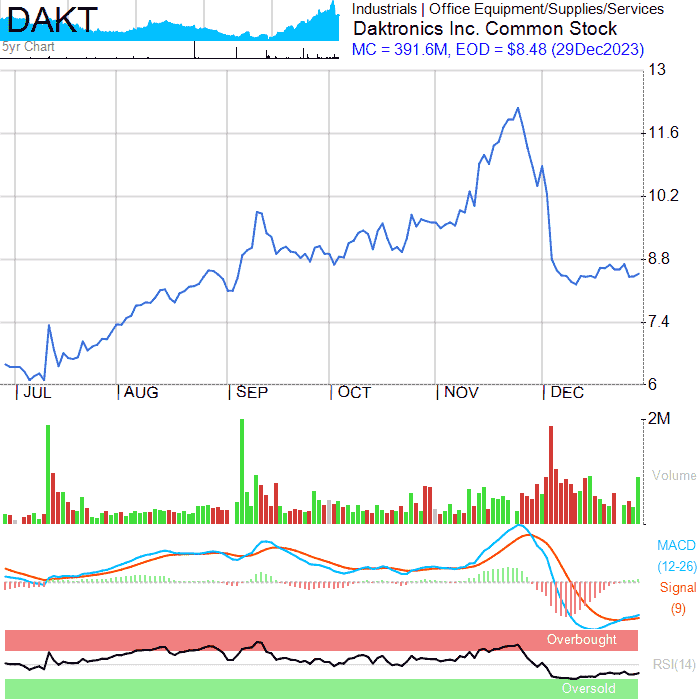 DAKT
5yr Chart
Industrials | Office Equipment/Supplies/Services
Daktronics Inc. Common Stock
MC = 391.6M, EOD = $8.48 (29Dec2023)
13
11.6
10.2
8.8
7.4
6
JUL AUG SEP OCT NOV DEC
2M
Volume
MACD
(12-26)
Signal
(9)
Overbought
RSI(14)
Oversold